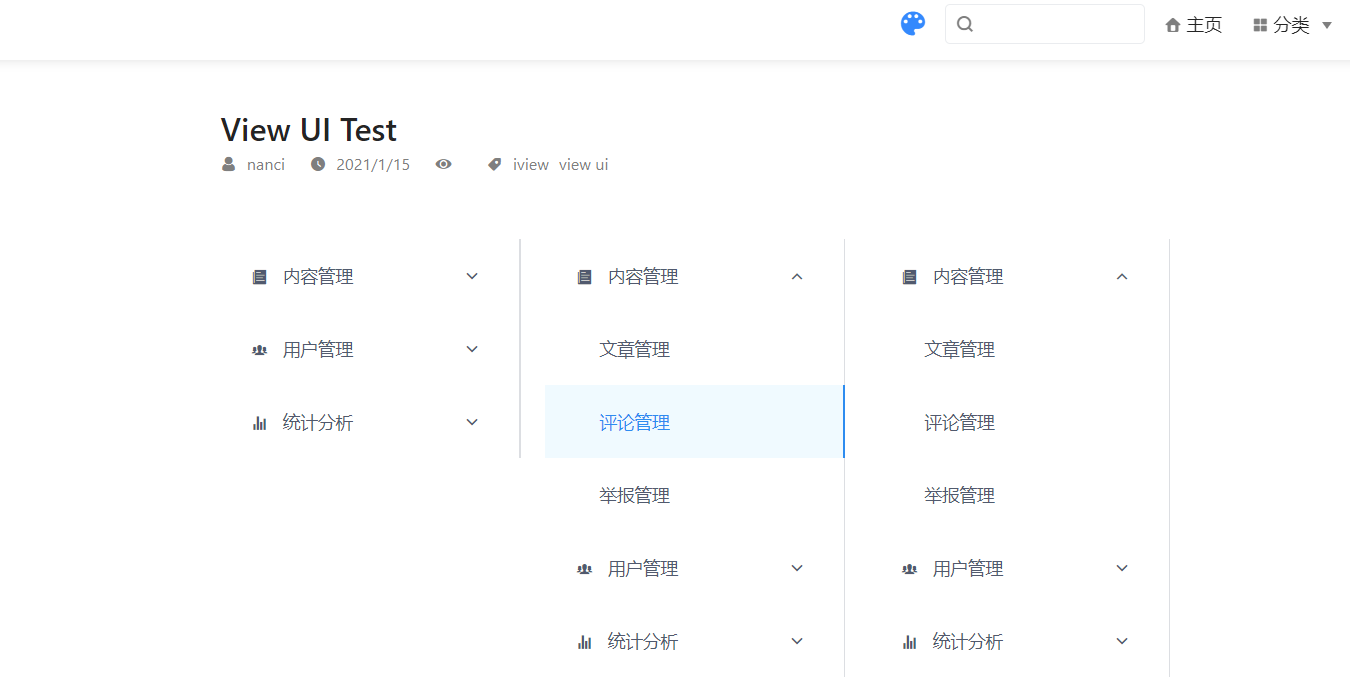 主页 分类
View UI Test
nanci 2021/1/15 iview view ui
内容管理
用户管理
统计分析
内容管理
文章管理
评论管理
举报管理
用户管理
统计分析
内容管理
文章管理
评论管理
举报管理
用户管理
统计分析